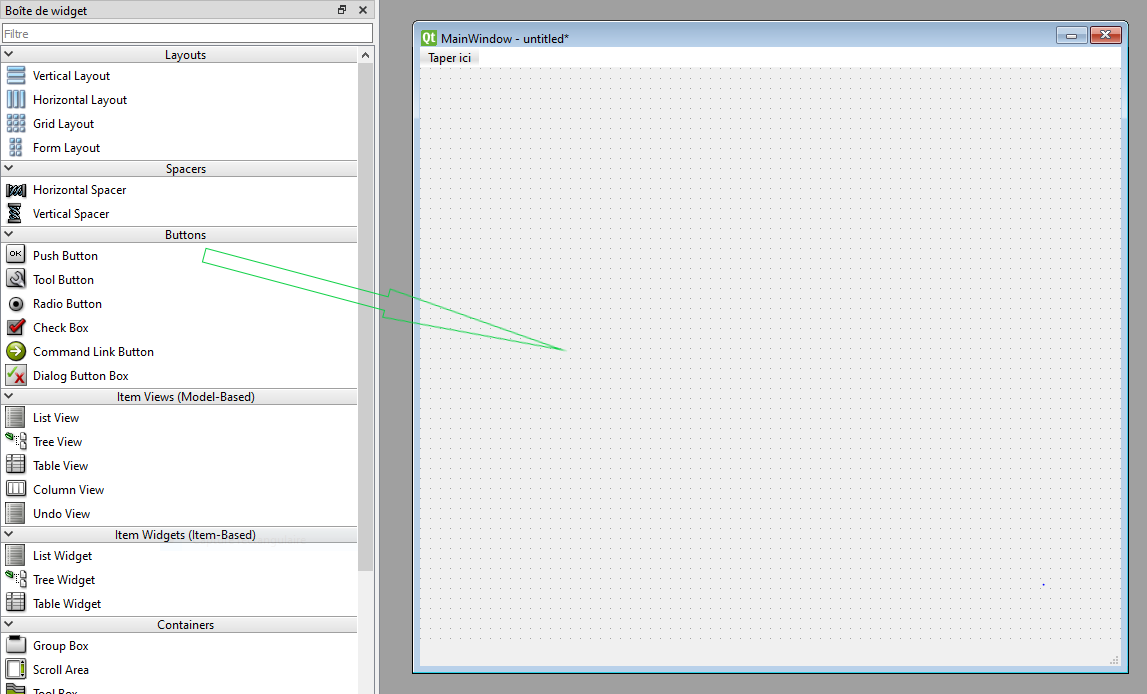 Boîte de widget
Filtre
Layouts
Vertical Layout
Horizontal Layout
Grid Layout
Form Layout
Spacers
Horizontal Spacer
Vertical Spacer
Buttons
OK
Push Button
Tool Button
Radio Button
Check Box
Command Link Button
Dialog Button Box
Item Views (Model-Based)
List View
Tree View
Table View
Column View
Undo View
Item Widgets (Item-Based)
List Widget
Tree Widget
Table Widget
Containers
Group Box
Scroll Area
Tool Box
Qt MainWindow - untitled*
Taper ici